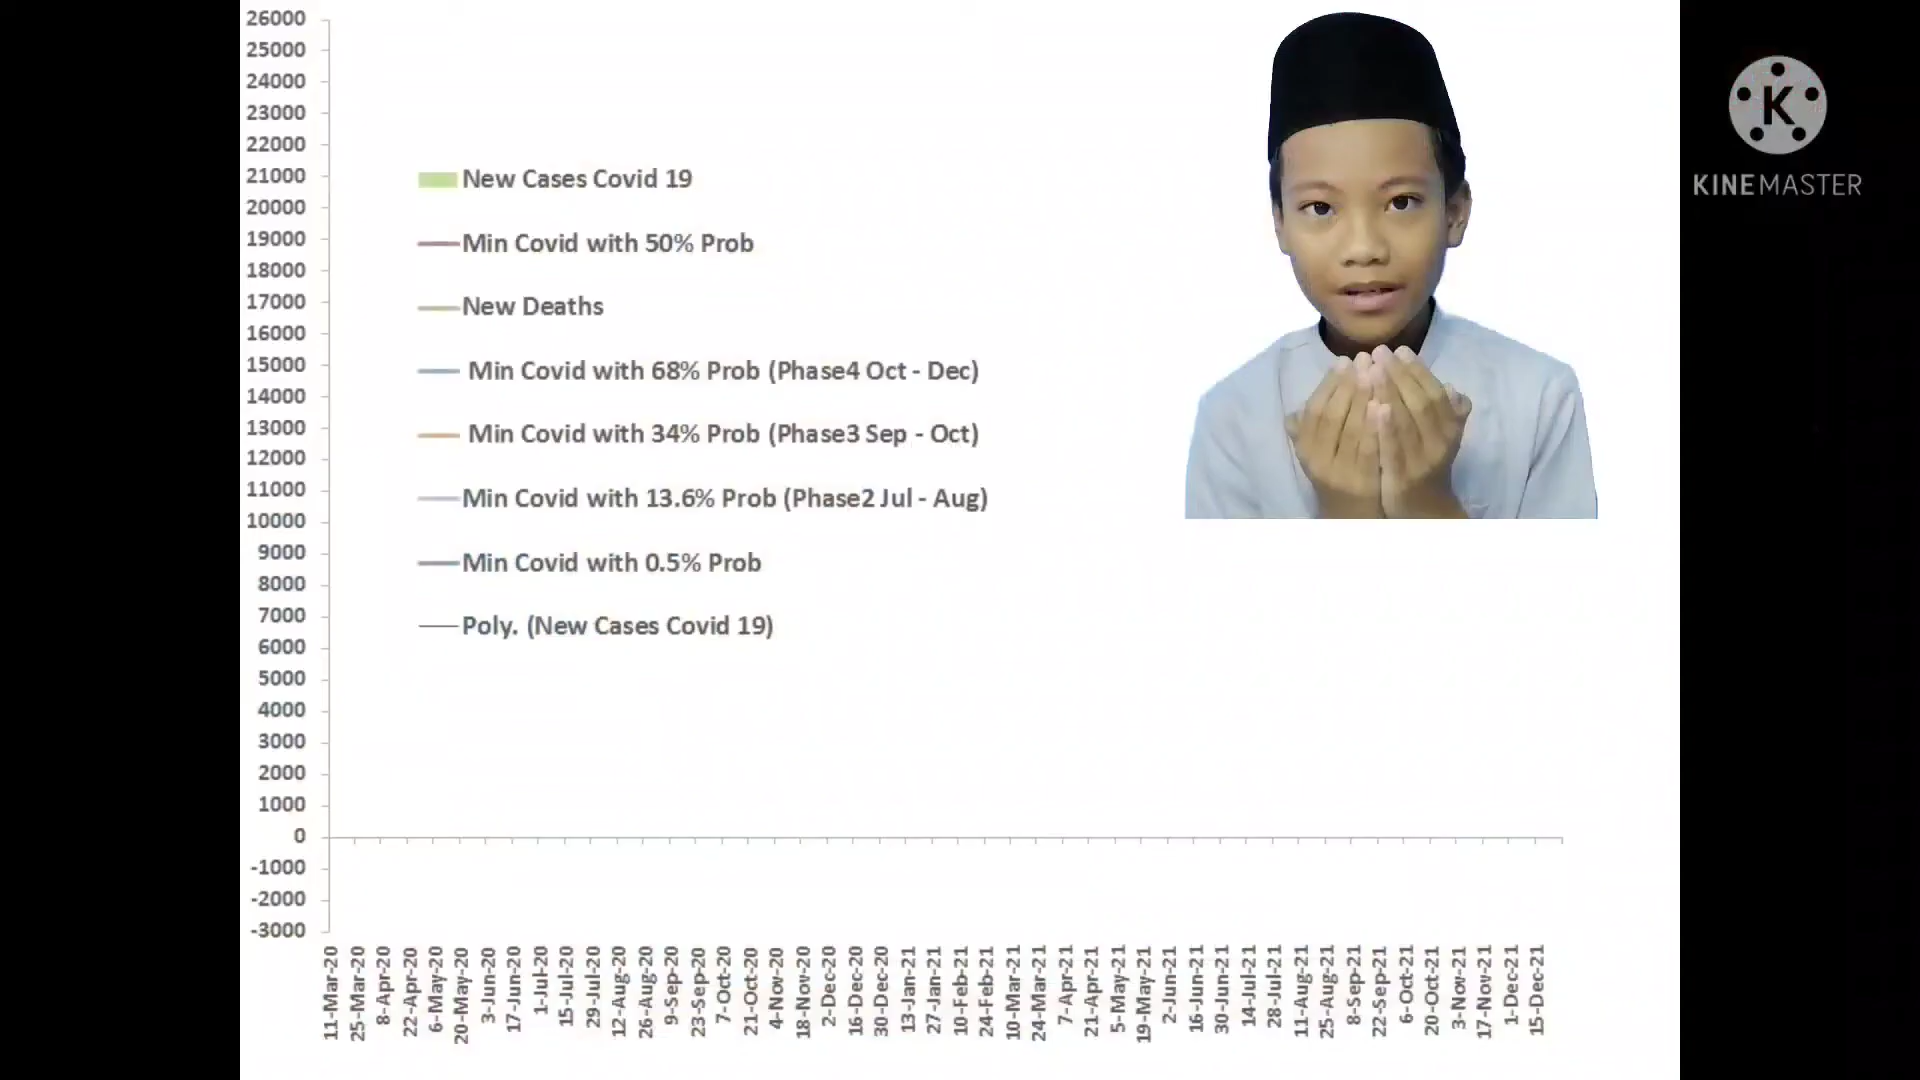 26000
25000
24000
23000
22000
21000
20000
19000
18000
17000
16000
15000
14000
13000
12000
11000
10000
9000
8000
7000
6000
5000
4000
3000
2000
1000
0
-1000
-2000
-3000
New Cases Covid 19
Min Covid with 50% Prob
New Deaths
Min Covid with 68% Prob (Phase4 Oct - Dec)
Min Covid with 34% Prob (Phase3 Sep - Oct)
Min Covid with 13.6% Prob (Phase2 Jul - Aug)
Min Covid with 0.5% Prob
Poly. (New Cases Covid 19)
11-Mar-20
25-Mar-20
8-Apr-20
22-Apr-20
6-May-20
20-May-20
3-Jun-20
17-Jun-20
1-Jul-20
15-Jul-20
29-Jul-20
12-Aug-20
26-Aug-20
9-Sep-20
23-Sep-20
7-Oct-20
21-Oct-20
4-Nov-20
18-Nov-20
2-Dec-20
16-Dec-20
30-Dec-20
13-Jan-21
27-Jan-21
10-Feb-21
24-Feb-21
10-Mar-21
24-Mar-21
7-Apr-21
21-Apr-21
5-May-21
19-May-21
2-Jun-21
16-Jun-21
30-Jun-21
14-Jul-21
28-Jul-21
11-Aug-21
25-Aug-21
8-Sep-21
22-Sep-21
6-Oct-21
20-Oct-21
3-Nov-21
17-Nov-21
1-Dec-21
15-Dec-21
K
KINEMASTER